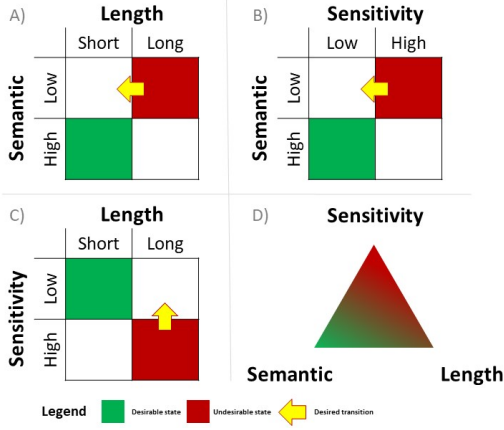 A)
Length
Short Long
Semantic
Low
High
B)
Sensitivity
Low High
Semantic
Low
High
C)
Length
Short Long
Sensitivity
Low
High
D)
Sensitivity
Semantic Length
Legend Desirable state Undesirable state Desired transition